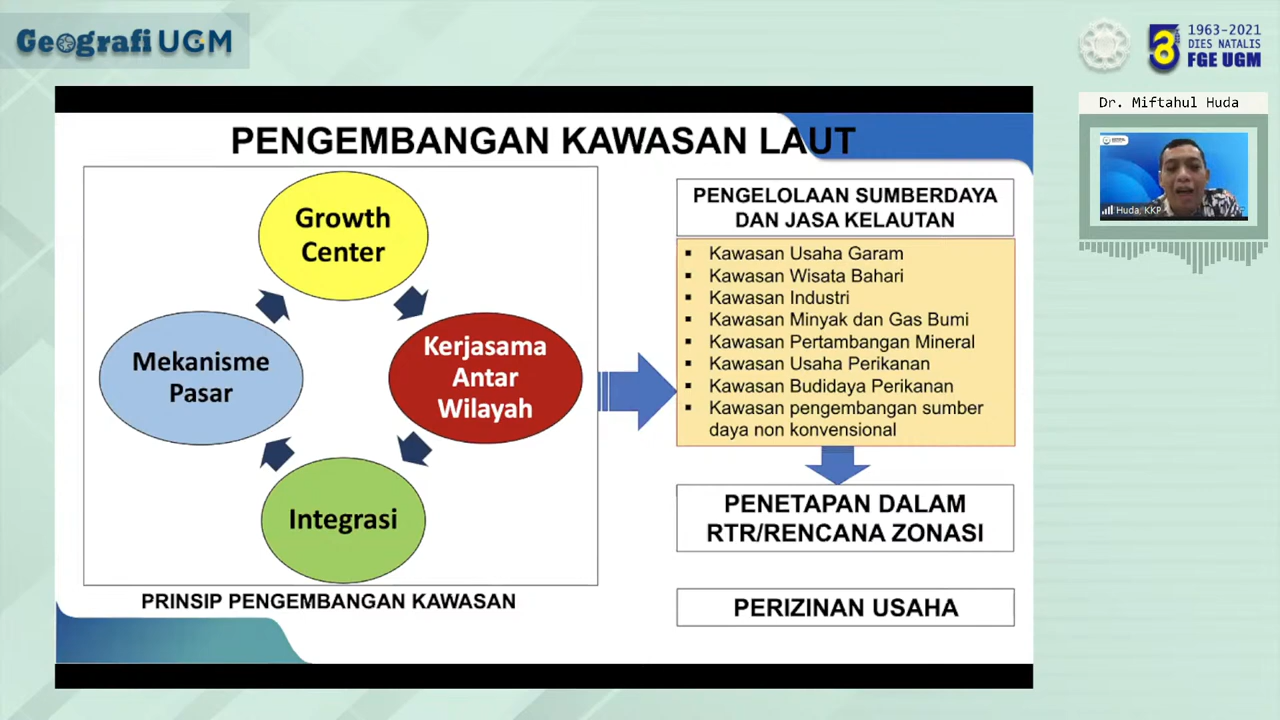 Geografi UGM
1963-2021
DIES NATALIS
FGE UGM
Dr. Miftahul Huda
Huda, KKP
PENGEMBANGAN KAWASAN LAUT
Growth
Center
Mekanisme
Pasar
Kerjasama
Antar
Wilayah
Integrasi
PRINSIP PENGEMBANGAN KAWASAN
PENGELOLAAN SUMBERDAYA
DAN JASA KELAUTAN
▪ Kawasan Usaha Garam
▪ Kawasan Wisata Bahari
▪ Kawasan Industri
▪ Kawasan Minyak dan Gas Bumi
▪ Kawasan Pertambangan Mineral
▪ Kawasan Usaha Perikanan
▪ Kawasan Budidaya Perikanan
▪ Kawasan pengembangan sumber
daya non konvensional
PENETAPAN DALAM
RTR/RENCANA ZONASI
PERIZINAN USAHA